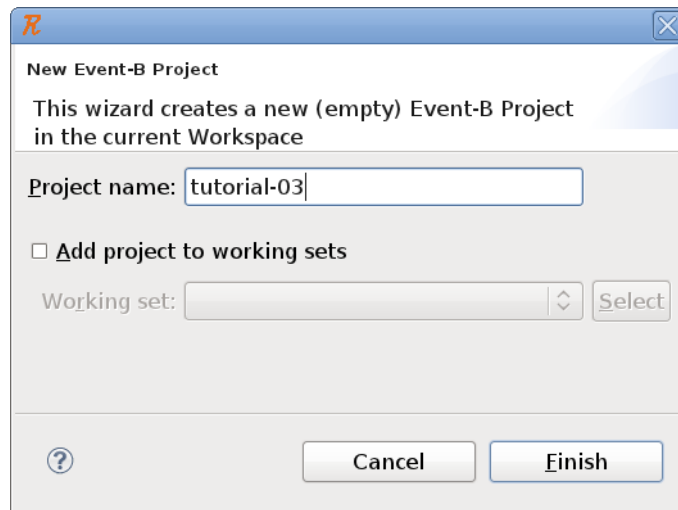 R
New Event-B Project
This wizard creates a new (empty) Event-B Project
in the current Workspace
Project name: tutorial-03
Add project to working sets
Working set:
Select
?
Cancel
Finish